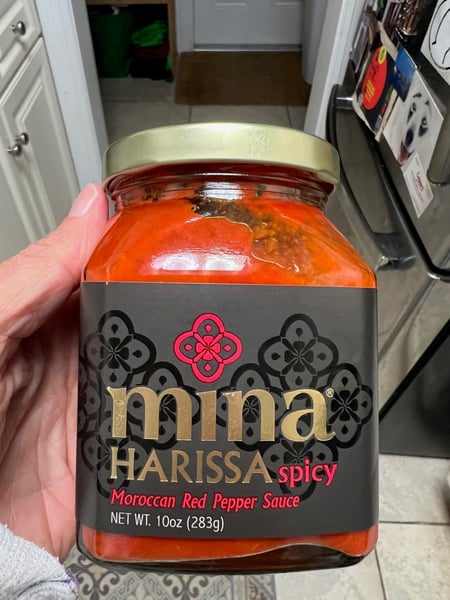 mina®
HARISSA spicy
Moroccan Red Pepper Sauce
NET WT. 10oz (283g)